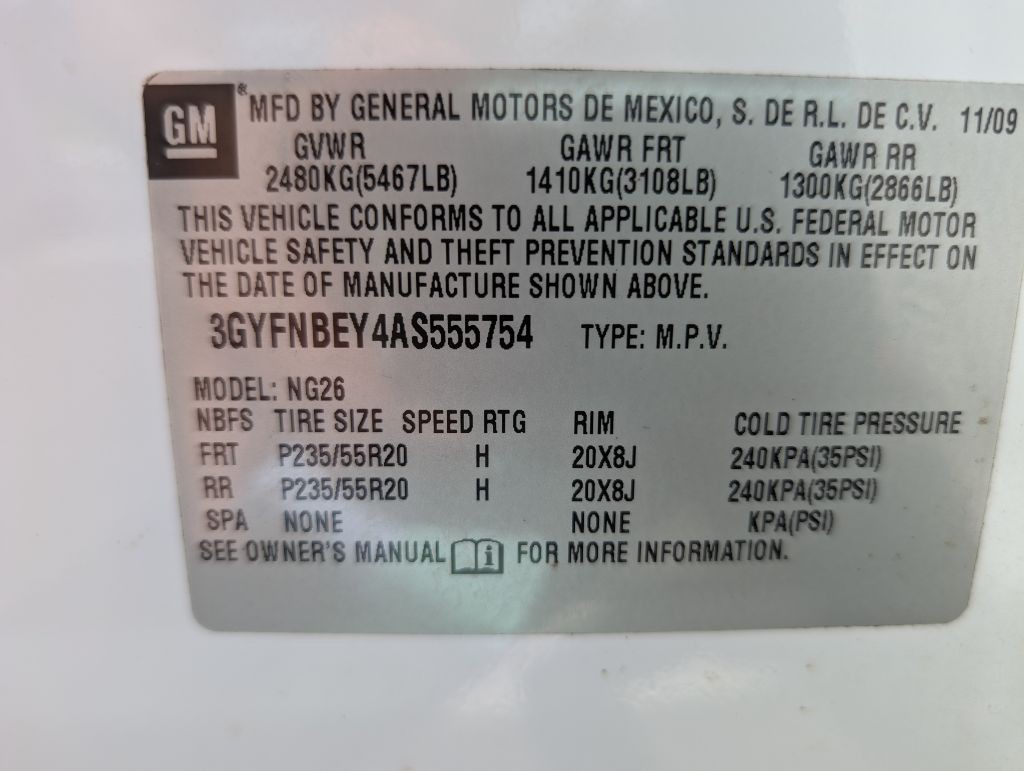 GM ® MFD BY GENERAL MOTORS DE MEXICO, S. DE R.L. DE C.V. 11/09
GVWR GAWR FRT GAWR RR
2480KG(5467LB) 1410KG(3108LB) 1300KG(2866LB)
THIS VEHICLE CONFORMS TO ALL APPLICABLE U.S. FEDERAL MOTOR
VEHICLE SAFETY AND THEFT PREVENTION STANDARDS IN EFFECT ON
THE DATE OF MANUFACTURE SHOWN ABOVE.
3GYFNBEY4AS555754 TYPE: M.P.V.
MODEL: NG26
NBFS TIRE SIZE SPEED RTG RIM COLD TIRE PRESSURE
FRT P235/55R20 H 20X8J 240KPA(35PSI)
RR P235/55R20 H 20X8J 240KPA(35PSI)
SPA NONE NONE KPA(PSI)
SEE OWNER'S MANUAL i FOR MORE INFORMATION.